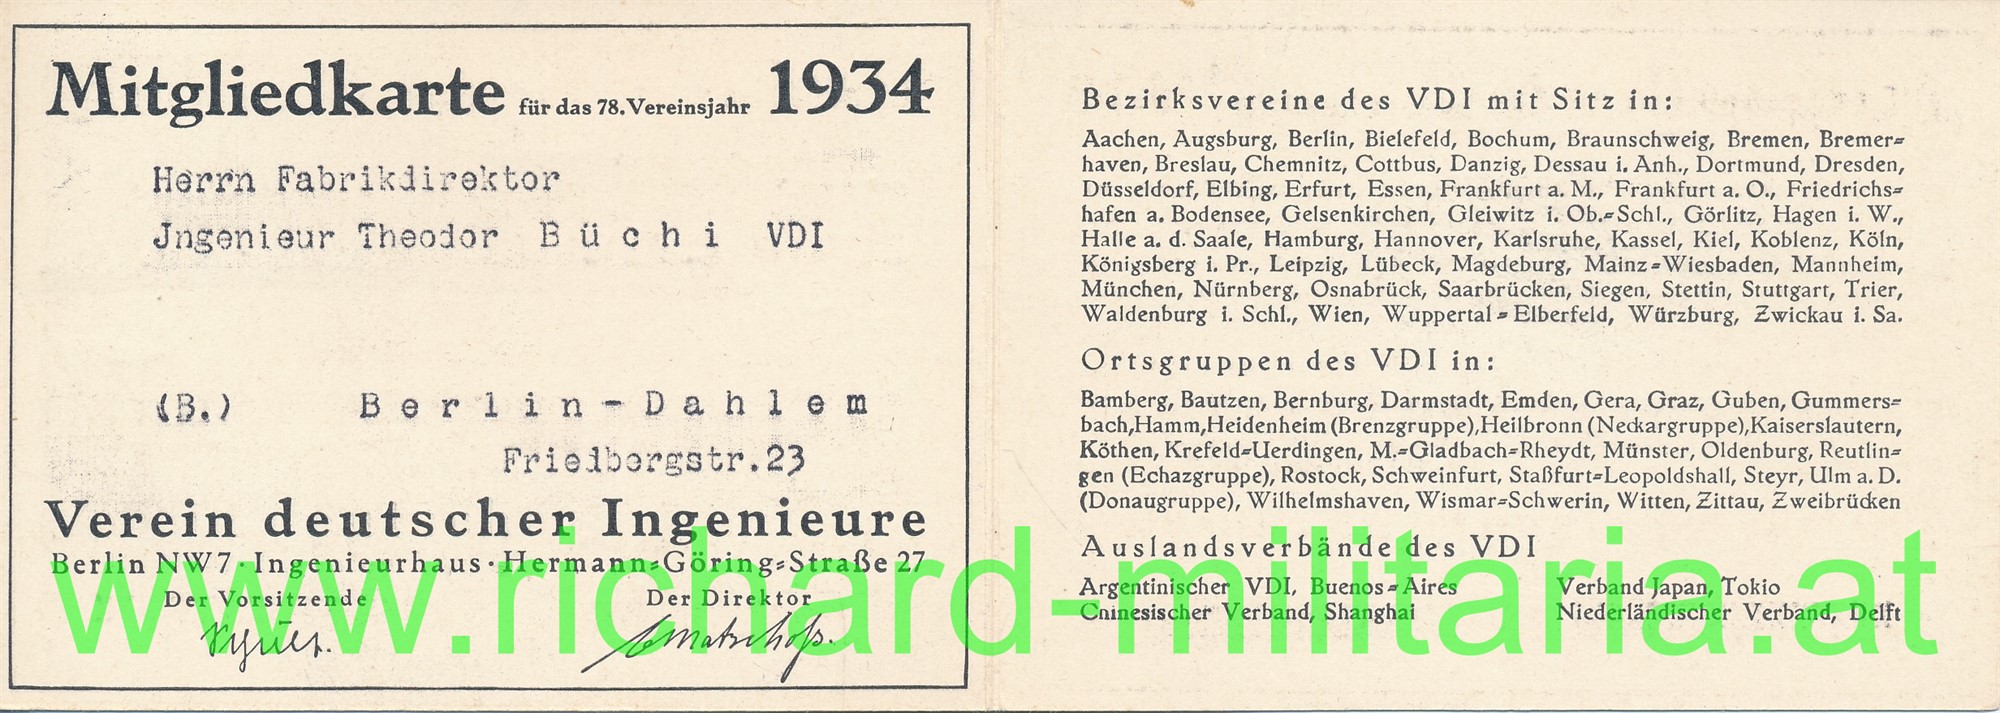 Mitgliedkarte für das 78. Vereinsjahr 1934
Herrn Fabrikdirektor
Jngenieur Theodor Büchi VDI
(B.) Berlin-Dahlem
Friedbergstr.23
Verein deutscher Ingenieure
Berlin NW7 · Ingenieurhaus · Hermann-Göring-Straße 27
Der Vorsitzende Der Direktor
CMatschoß.
Bezirksvereine des VDI mit Sitz in:
Aachen, Augsburg, Berlin, Bielefeld, Bochum, Braunschweig, Bremen, Bremer-
haven, Breslau, Chemnitz, Cottbus, Danzig, Dessau i. Anh., Dortmund, Dresden,
Düsseldorf, Elbing, Erfurt, Essen, Frankfurt a. M., Frankfurt a. O., Friedrichs-
hafen a. Bodensee, Gelsenkirchen, Gleiwitz i. Ob.-Schl., Görlitz, Hagen i. W.,
Halle a. d. Saale, Hamburg, Hannover, Karlsruhe, Kassel, Kiel, Koblenz, Köln,
Königsberg i. Pr., Leipzig, Lübeck, Magdeburg, Mainz-Wiesbaden, Mannheim,
München, Nürnberg, Osnabrück, Saarbrücken, Siegen, Stettin, Stuttgart, Trier,
Waldenburg i. Schl., Wien, Wuppertal-Elberfeld, Würzburg, Zwickau i. Sa.
Ortsgruppen des VDI in:
Bamberg, Bautzen, Bernburg, Darmstadt, Emden, Gera, Graz, Guben, Gummers-
bach, Hamm, Heidenheim (Brenzgruppe), Heilbronn (Neckargruppe), Kaiserslautern,
Köthen, Krefeld-Uerdingen, M.-Gladbach-Rheydt, Münster, Oldenburg, Reutlin-
gen (Echazgruppe), Rostock, Schweinfurt, Staßfurt-Leopoldshall, Steyr, Ulm a. D.
(Donaugruppe), Wilhelmshaven, Wismar-Schwerin, Witten, Zittau, Zweibrücken
Auslandsverbände des VDI
Argentinischer VDI, Buenos-Aires Verband Japan, Tokio
Chinesischer Verband, Shanghai Niederländischer Verband, Delft
www.richard-militaria.at